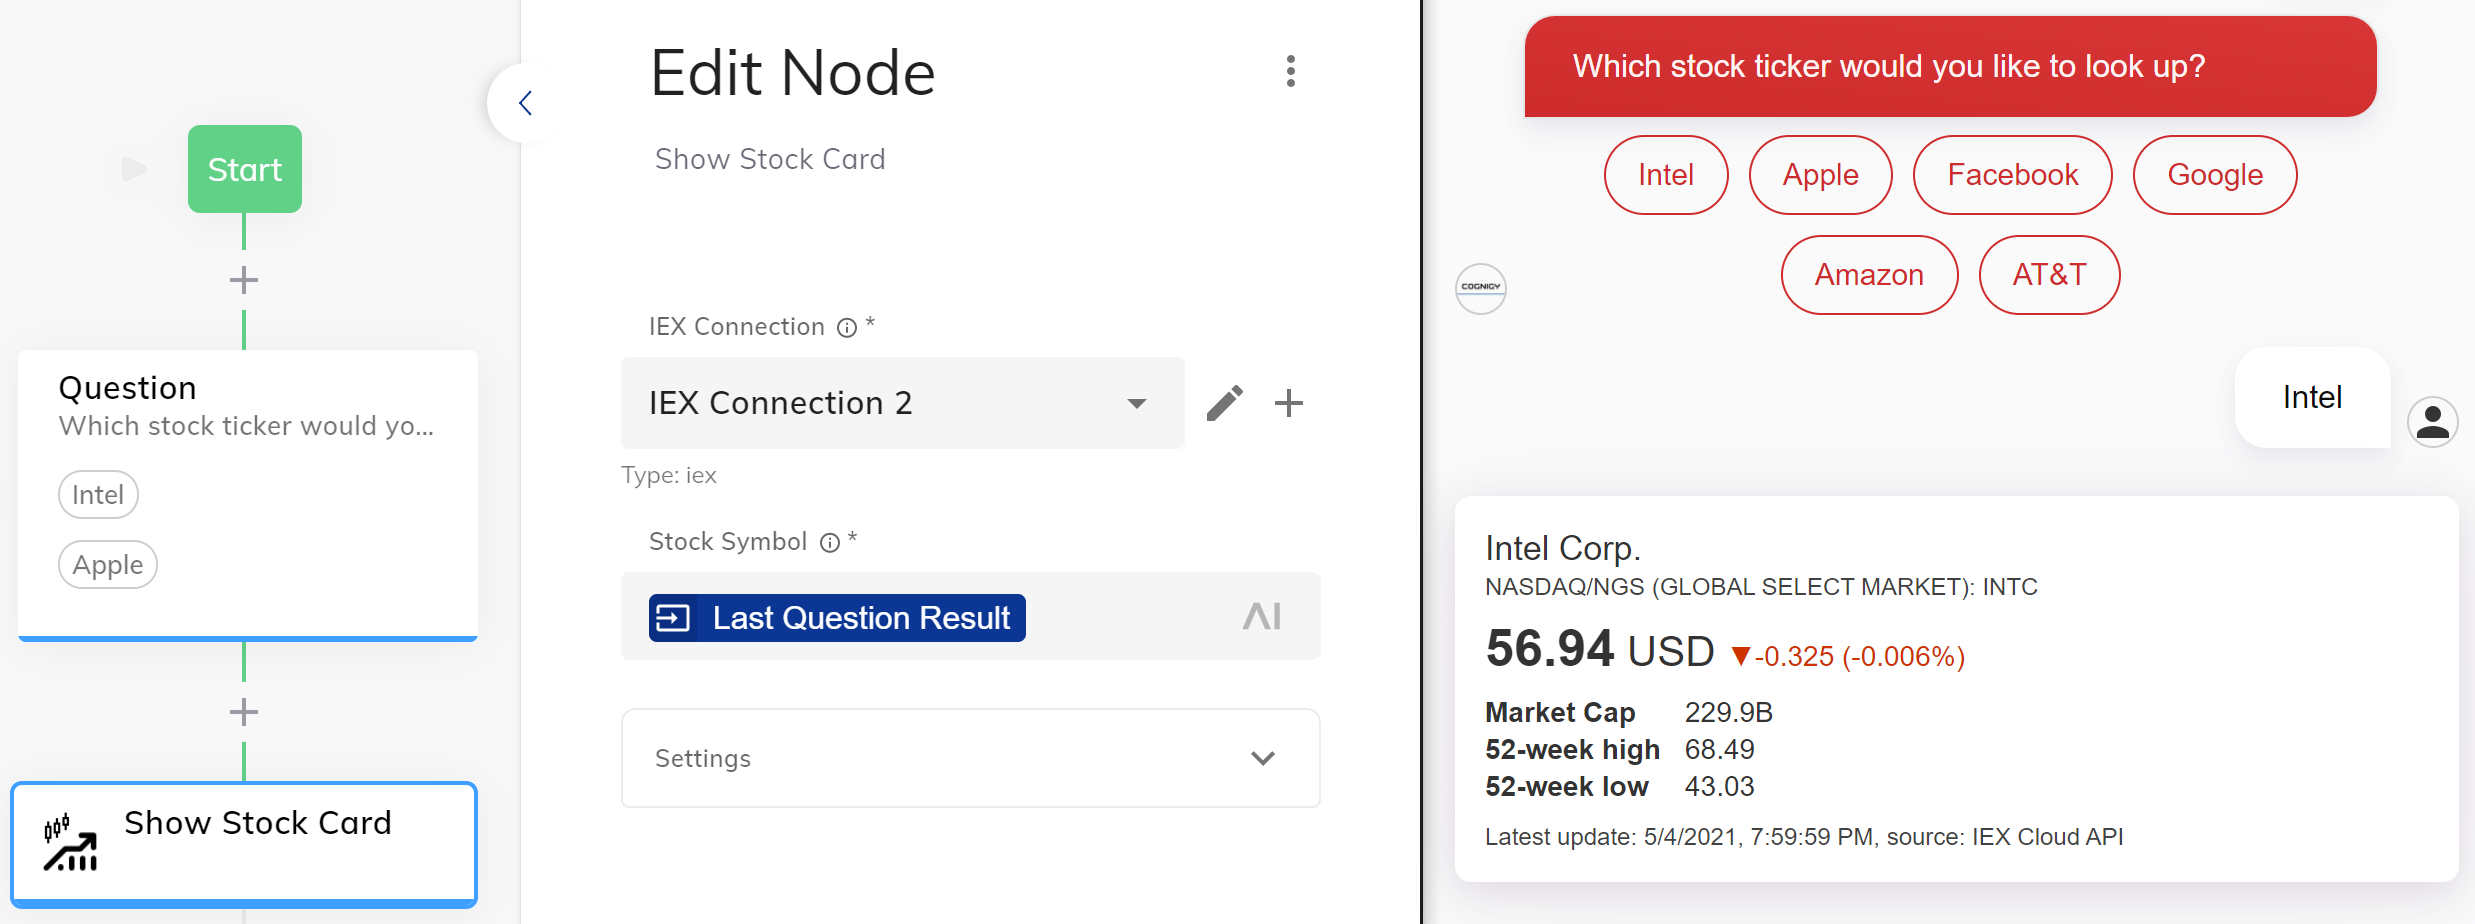 Start
Question
Which stock ticker would yo...
Intel
Apple
Show Stock Card
Edit Node
Show Stock Card
IEX Connection *
IEX Connection 2
Type: iex
Stock Symbol *
Last Question Result
AI
Settings
Which stock ticker would you like to look up?
Intel Apple Facebook Google
Amazon AT&T
COGNIGY
Intel
Intel Corp.
NASDAQ/NGS (GLOBAL SELECT MARKET): INTC
56.94 USD ▼-0.325 (-0.006%)
Market Cap 229.9B
52-week high 68.49
52-week low 43.03
Latest update: 5/4/2021, 7:59:59 PM, source: IEX Cloud API